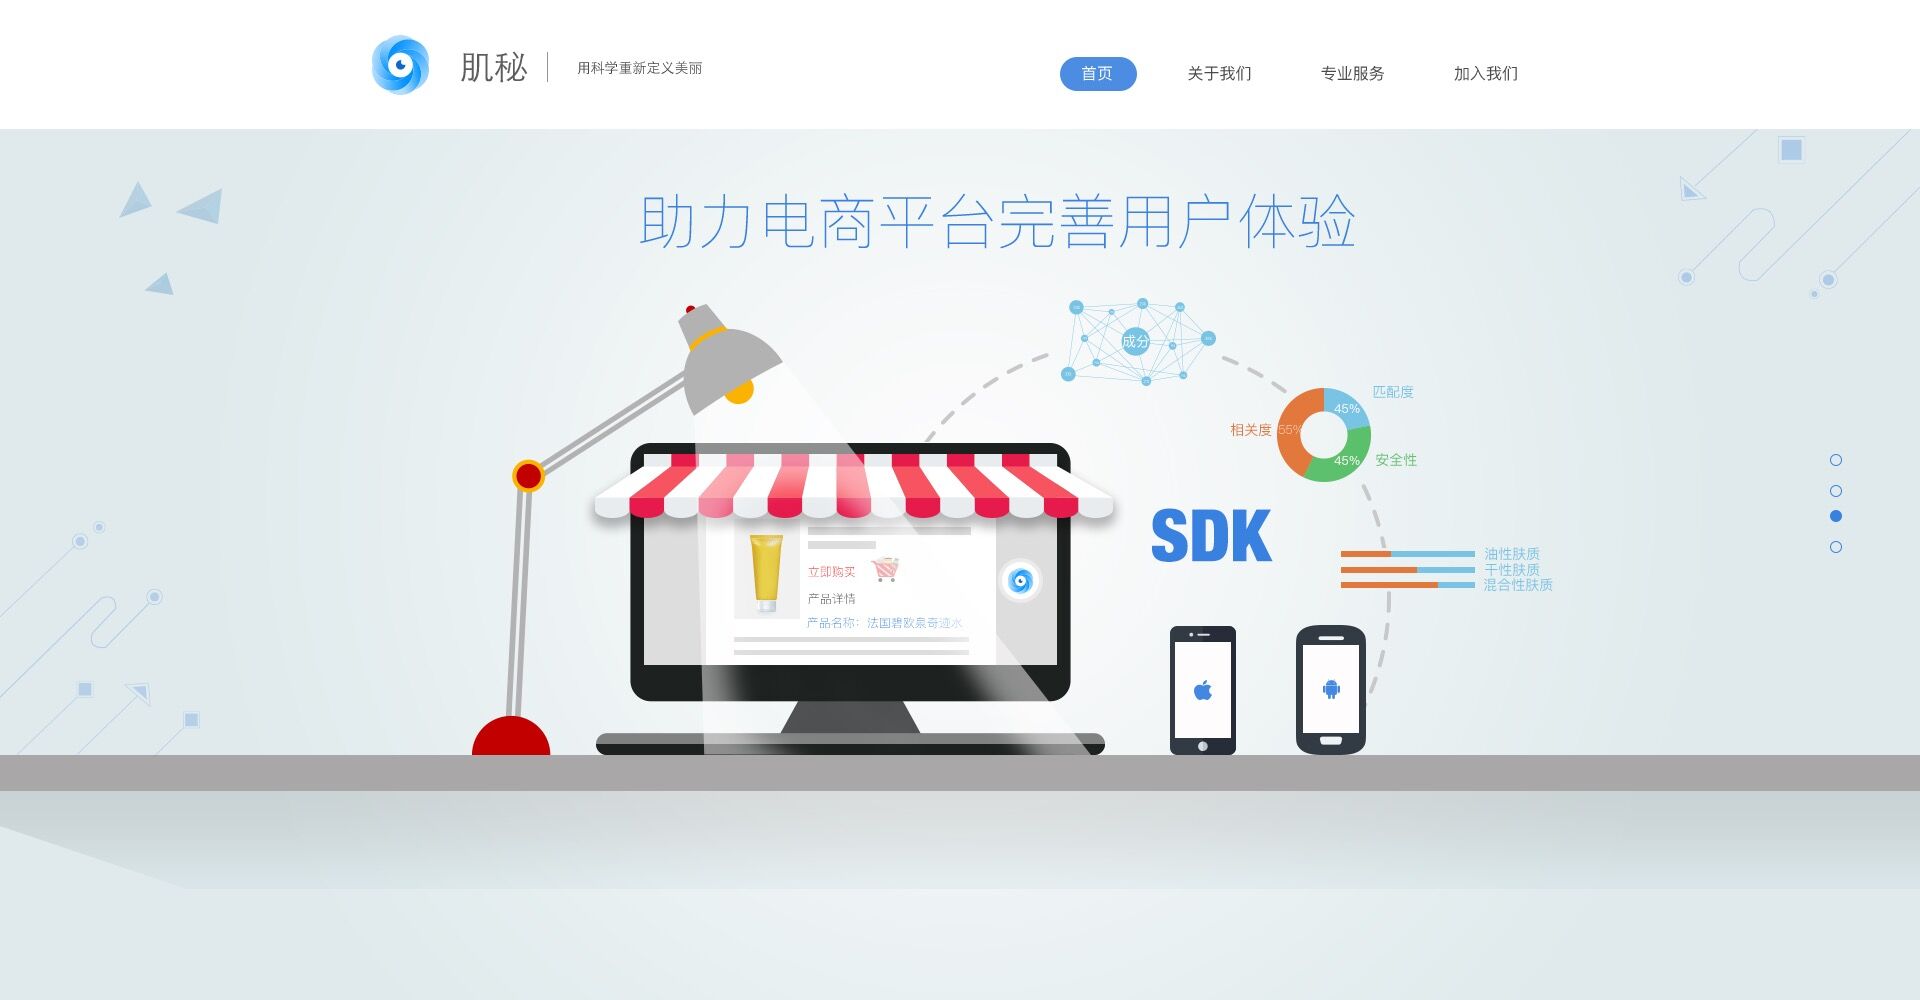 肌秘
用科学重新定义美丽
首页
关于我们
专业服务
加入我们
助力电商平台完善用户体验
成分
匹配度
45%
相关度
55%
45%
安全性
SDK
油性肤质
干性肤质
混合性肤质
立即购买
产品详情
产品名称：法国碧欧泉奇迹水